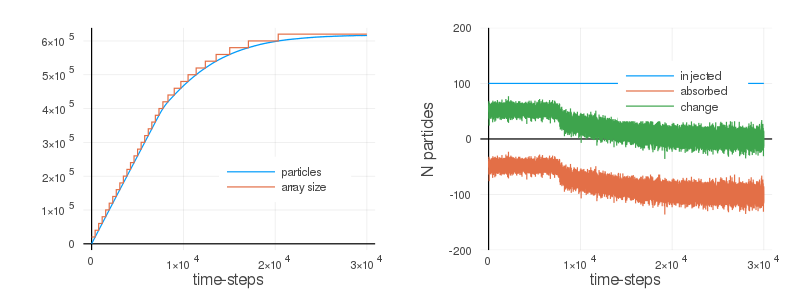 6×10 5
5×10 5
4×10 5
3×10 5
2×10 5
1×10 5
0
particles
array size
0
1×10 4
2×10 4
3×10 4
time-steps
200
100
0
-100
-200
N particles
injected
absorbed
change
0
1×10 4
2×10 4
3×10 4
time-steps